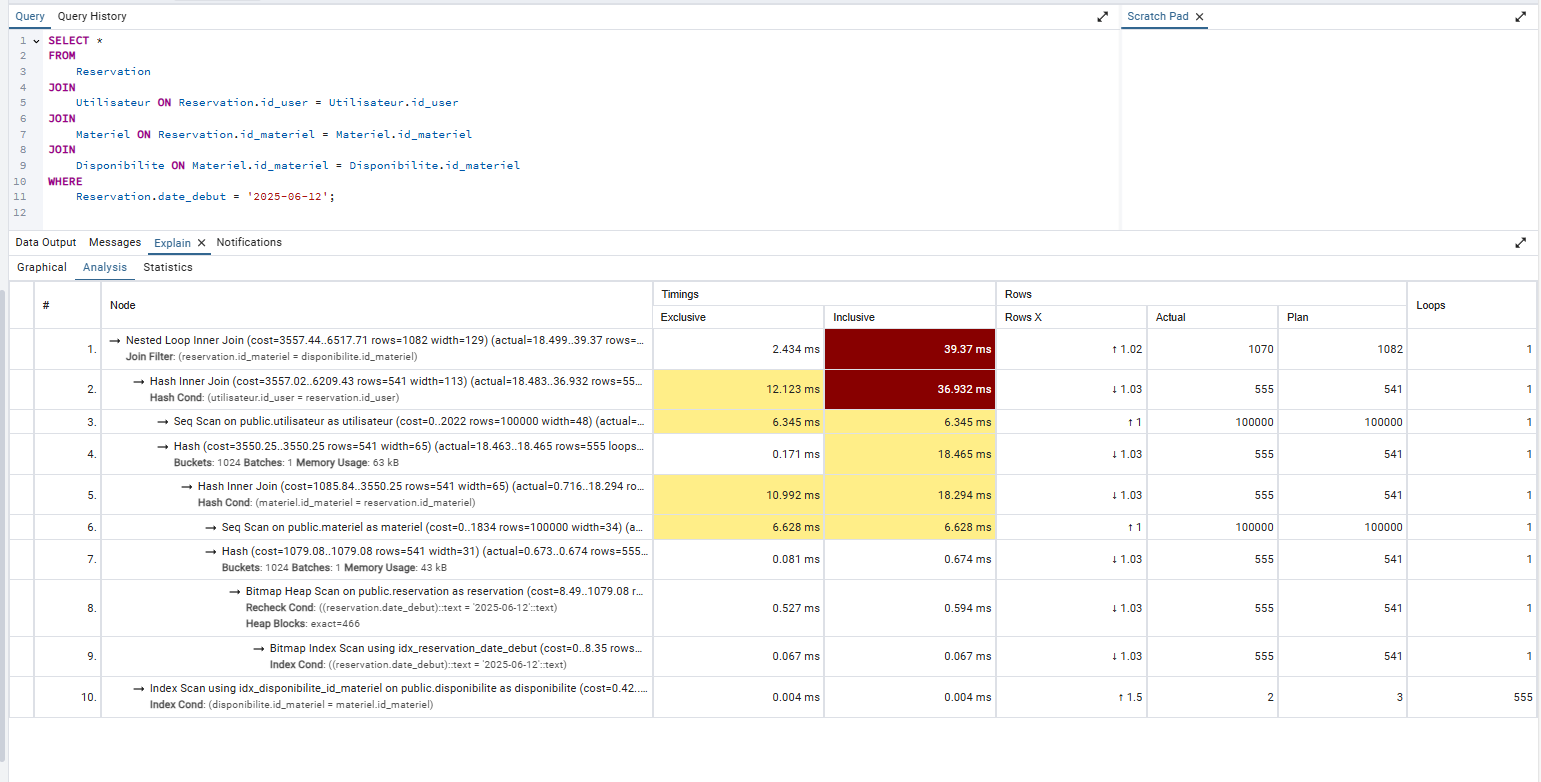 Query Query History
Scratch Pad
1 SELECT *
2 FROM
3 Reservation
4 JOIN
5 Utilisateur ON Reservation.id_user = Utilisateur.id_user
6 JOIN
7 Materiel ON Reservation.id_materiel = Materiel.id_materiel
8 JOIN
9 Disponibilite ON Materiel.id_materiel = Disponibilite.id_materiel
10 WHERE
11 Reservation.date_debut = '2025-06-12';
12
Data Output Messages Explain Notifications
Graphical Analysis Statistics
# Node Timings Rows Loops
Exclusive Inclusive Rows X Actual Plan
1. → Nested Loop Inner Join (cost=3557.44..6517.71 rows=1082 width=129) (actual=18.499..39.37 rows=... 2.434 ms 39.37 ms ↑ 1.02 1070 1082 1
Join Filter: (reservation.id_materiel = disponibilite.id_materiel)
2. → Hash Inner Join (cost=3557.02..6209.43 rows=541 width=113) (actual=18.483..36.932 rows=55... 12.123 ms 36.932 ms ↓ 1.03 555 541 1
Hash Cond: (utilisateur.id_user = reservation.id_user)
3. → Seq Scan on public.utilisateur as utilisateur (cost=0..2022 rows=100000 width=48) (actual=... 6.345 ms 6.345 ms ↑ 1 100000 100000 1
4. → Hash (cost=3550.25..3550.25 rows=541 width=65) (actual=18.463..18.465 rows=555 loops... 0.171 ms 18.465 ms ↓ 1.03 555 541 1
Buckets: 1024 Batches: 1 Memory Usage: 63 kB
5. → Hash Inner Join (cost=1085.84..3550.25 rows=541 width=65) (actual=0.716..18.294 ro... 10.992 ms 18.294 ms ↓ 1.03 555 541 1
Hash Cond: (materiel.id_materiel = reservation.id_materiel)
6. → Seq Scan on public.materiel as materiel (cost=0..1834 rows=100000 width=34) (a... 6.628 ms 6.628 ms ↑ 1 100000 100000 1
7. → Hash (cost=1079.08..1079.08 rows=541 width=31) (actual=0.673..0.674 rows=555... 0.081 ms 0.674 ms ↓ 1.03 555 541 1
Buckets: 1024 Batches: 1 Memory Usage: 43 kB
8. → Bitmap Heap Scan on public.reservation as reservation (cost=8.49..1079.08 r... 0.527 ms 0.594 ms ↓ 1.03 555 541 1
Recheck Cond: ((reservation.date_debut)::text = '2025-06-12'::text)
Heap Blocks: exact=466
9. → Bitmap Index Scan using idx_reservation_date_debut (cost=0..8.35 rows... 0.067 ms 0.067 ms ↓ 1.03 555 541 1
Index Cond: ((reservation.date_debut)::text = '2025-06-12'::text)
10. → Index Scan using idx_disponibilite_id_materiel on public.disponibilite as disponibilite (cost=0.42..... 0.004 ms 0.004 ms ↑ 1.5 2 3 555
Index Cond: (disponibilite.id_materiel = materiel.id_materiel)